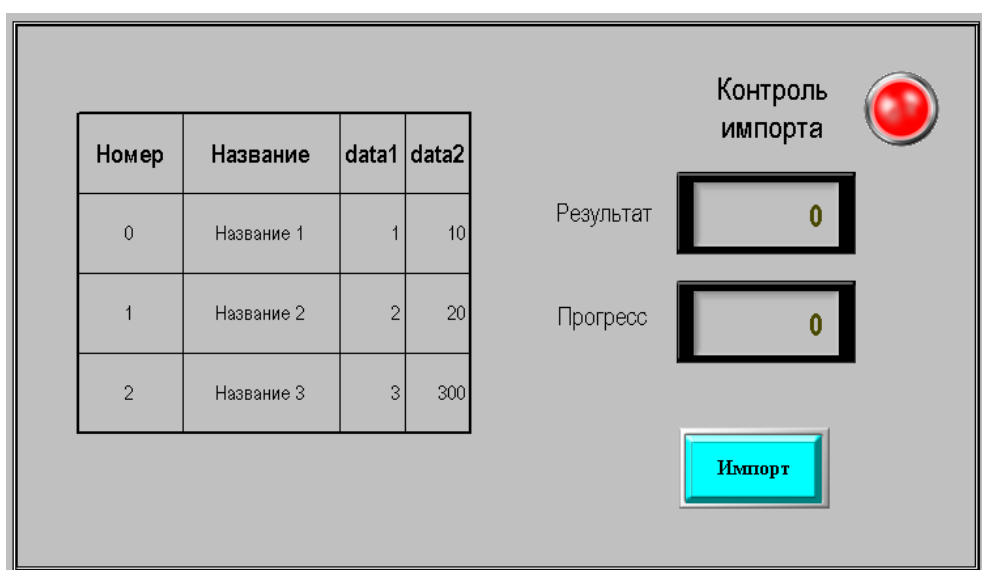 Контроль
импорта
Номер Название data1 data2
0 Название 1 1 10
1 Название 2 2 20
2 Название 3 3 300
Результат 0
Прогресс 0
Импорт